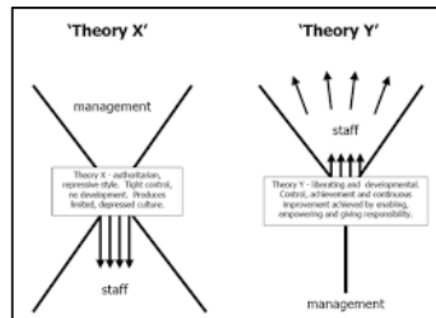 'Theory X'
management
Theory X - authoritarian,
repressive style. Tight control,
no development. Produces
limited, depressed culture.
staff
'Theory Y'
staff
Theory Y - liberating and developmental.
Control, achievement and continuous
improvement achieved by enabling,
empowering and giving responsibility.
management